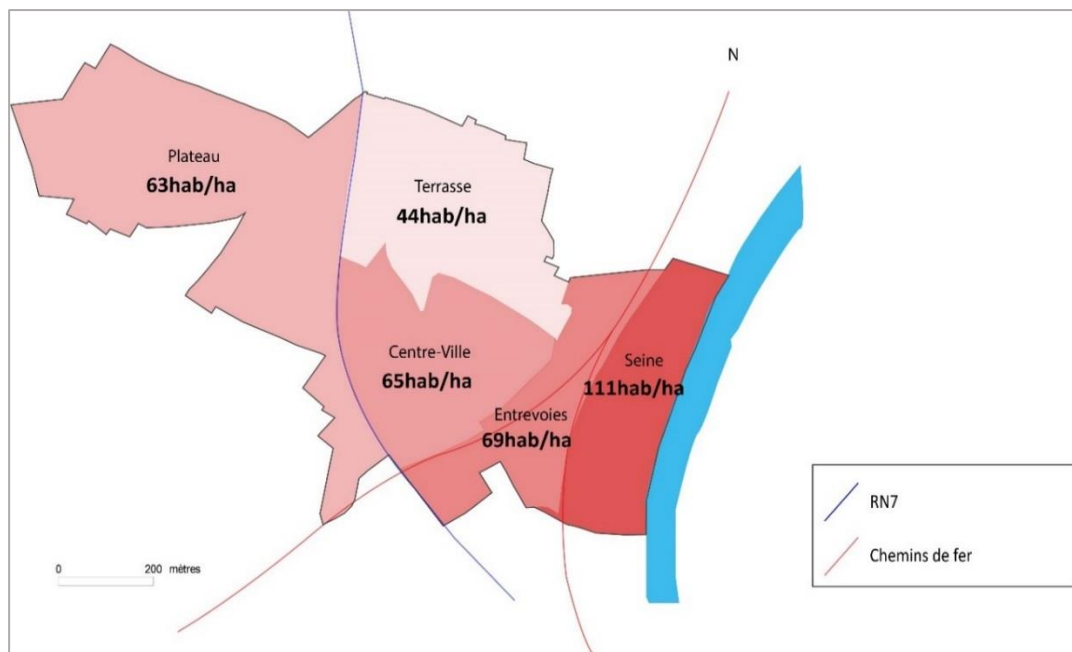 N
Plateau
63hab/ha
Terrasse
44hab/ha
Centre-Ville
65hab/ha
Seine
111hab/ha
Entrevoies
69hab/ha
RN7
Chemins de fer
0 200 mètres